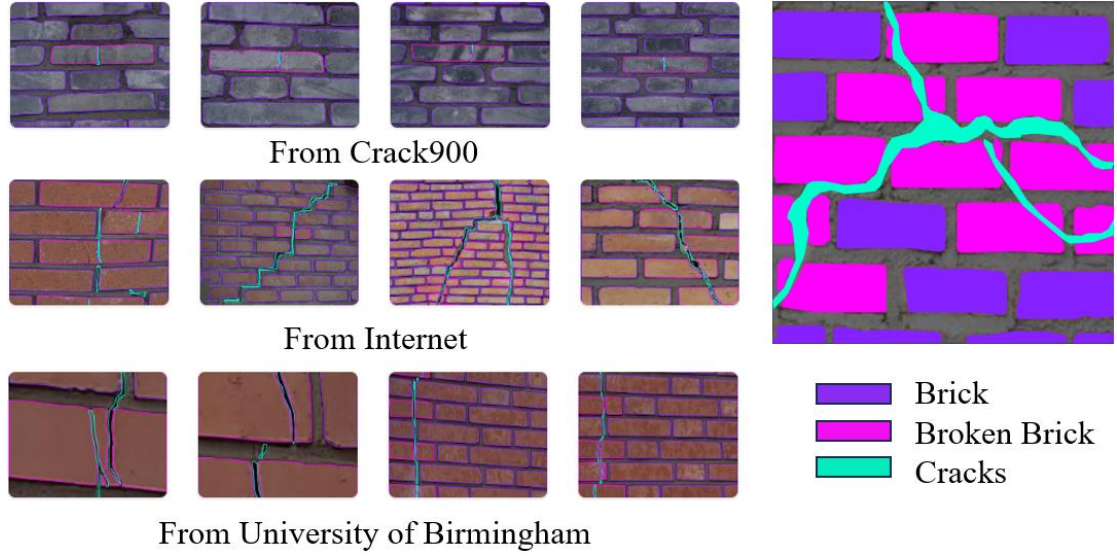 From Crack900
From Internet
From University of Birmingham
Brick
Broken Brick
Cracks